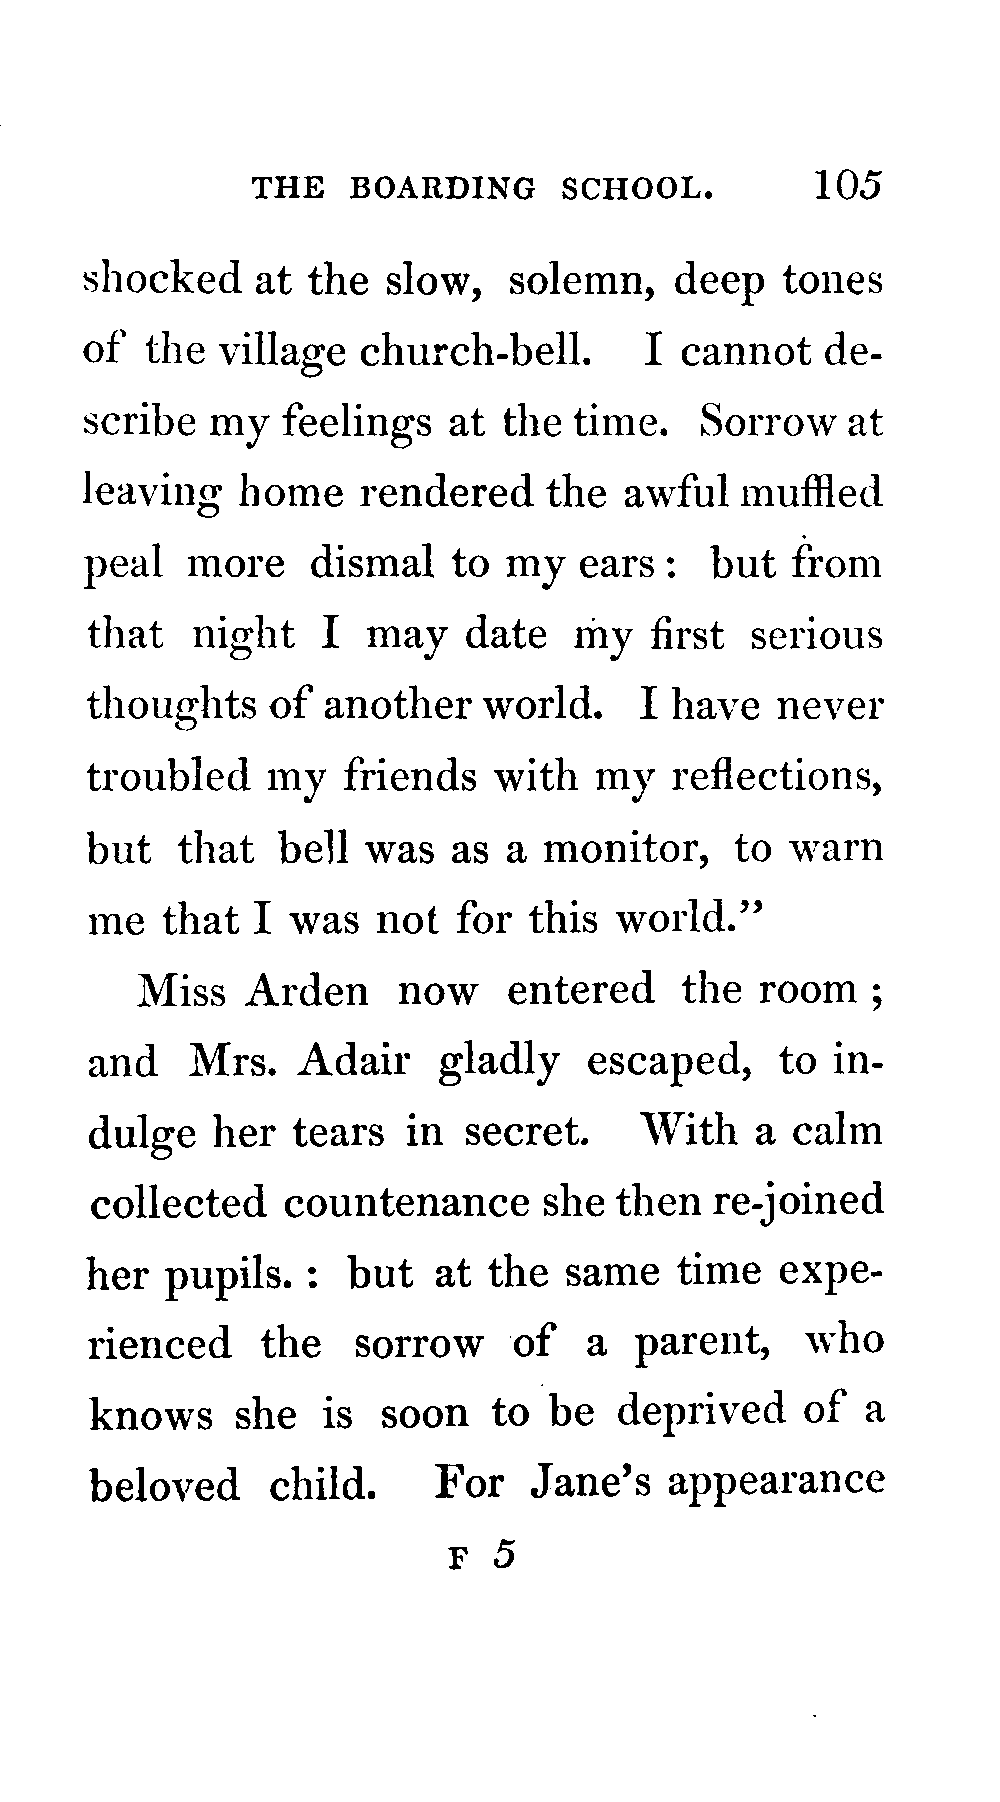 THE BOARDING SCHOOL. 105
shocked at the slow, solemn, deep tones
of the village church-bell. I cannot de-
scribe my feelings at the time. Sorrow at
leaving home rendered the awful muffled
peal more dismal to my ears : but from
that night I may date my first serious
thoughts of another world. I have never
troubled my friends with my reflections,
but that bell was as a monitor, to warn
me that I was not for this world.”
Miss Arden now entered the room ;
and Mrs. Adair gladly escaped, to in-
dulge her tears in secret. With a calm
collected countenance she then re-joined
her pupils. : but at the same time expe-
rienced the sorrow of a parent, who
knows she is soon to be deprived of a
beloved child. For Jane’s appearance
F 5